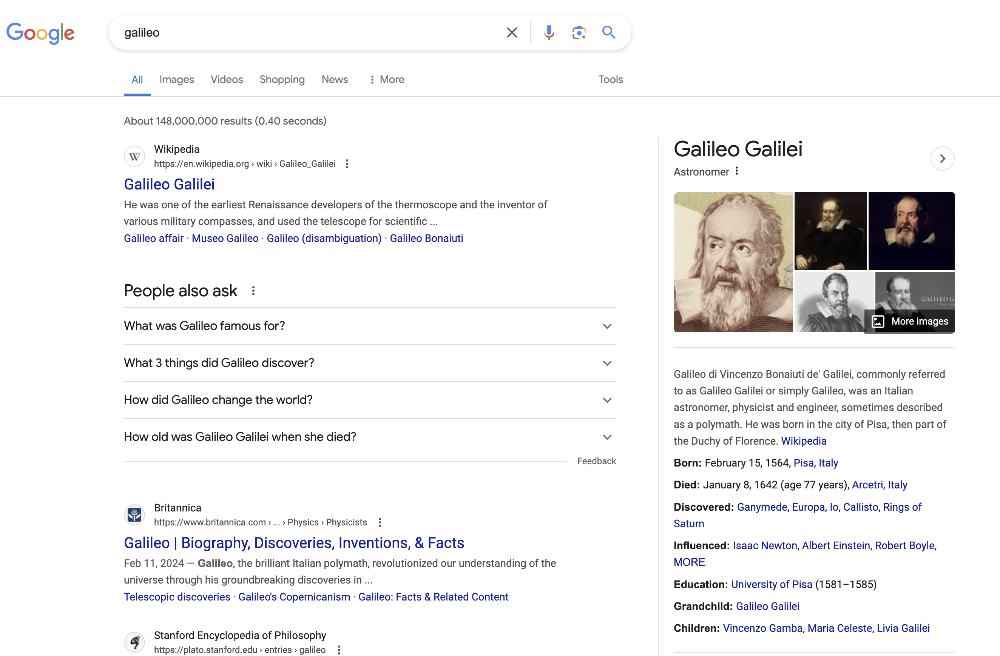 Google
galileo
All
Images
Videos
Shopping
News
More
Tools
About 148,000,000 results (0.40 seconds)
W
Wikipedia
https://en.wikipedia.org › wiki › Galileo_Galilei
Galileo Galilei
He was one of the earliest Renaissance developers of the thermoscope and the inventor of
various military compasses, and used the telescope for scientific ...
Galileo affair · Museo Galileo · Galileo (disambiguation) · Galileo Bonaiuti
People also ask
What was Galileo famous for?
What 3 things did Galileo discover?
How did Galileo change the world?
How old was Galileo Galilei when she died?
Feedback
Britannica
https://www.britannica.com › ... › Physics › Physicists
Galileo | Biography, Discoveries, Inventions, & Facts
Feb 11, 2024 — Galileo, the brilliant Italian polymath, revolutionized our understanding of the
universe through his groundbreaking discoveries in ...
Telescopic discoveries · Galileo's Copernicanism · Galileo: Facts & Related Content
Stanford Encyclopedia of Philosophy
https://plato.stanford.edu › entries › galileo
Galileo Galilei
Astronomer
GALILEO G
More images
Galileo di Vincenzo Bonaiuti de' Galilei, commonly referred
to as Galileo Galilei or simply Galileo, was an Italian
astronomer, physicist and engineer, sometimes described
as a polymath. He was born in the city of Pisa, then part of
the Duchy of Florence. Wikipedia
Born: February 15, 1564, Pisa, Italy
Died: January 8, 1642 (age 77 years), Arcetri, Italy
Discovered: Ganymede, Europa, Io, Callisto, Rings of
Saturn
Influenced: Isaac Newton, Albert Einstein, Robert Boyle,
MORE
Education: University of Pisa (1581–1585)
Grandchild: Galileo Galilei
Children: Vincenzo Gamba, Maria Celeste, Livia Galilei